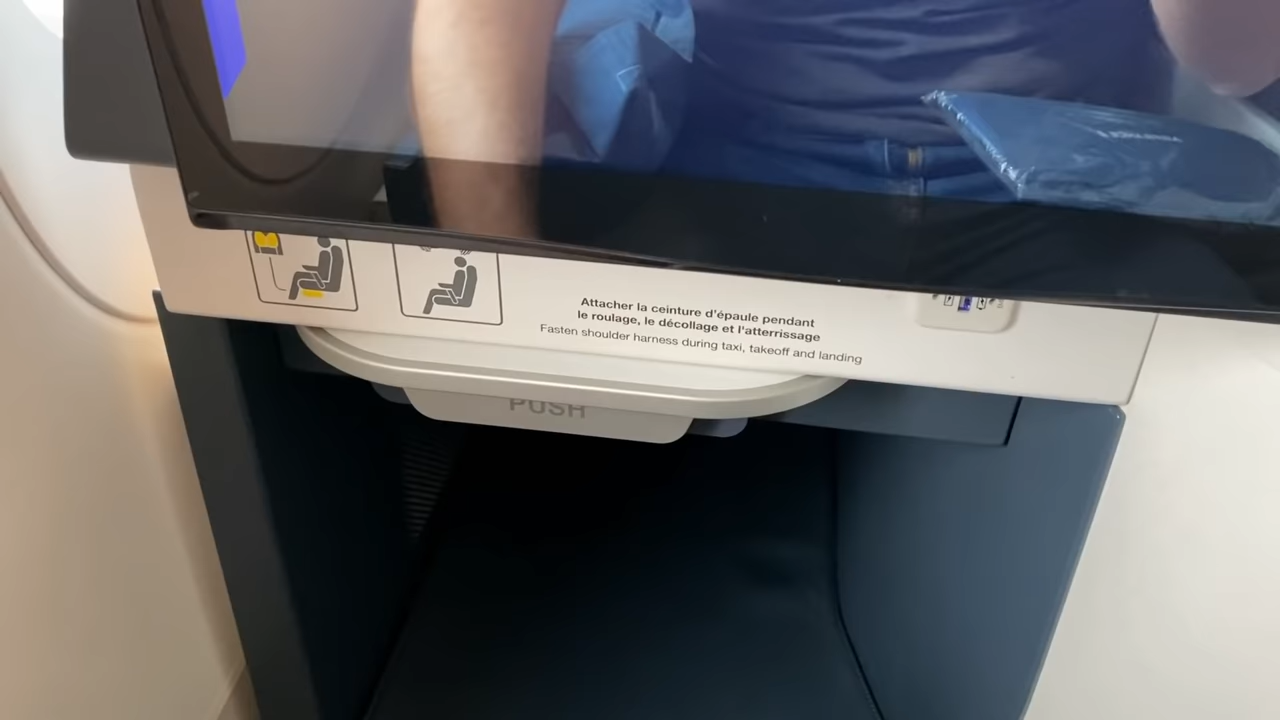 Attacher la ceinture d'épaule pendant
le roulage, le décollage et l'atterrissage
Fasten shoulder harness during taxi, takeoff and landing
PUSH